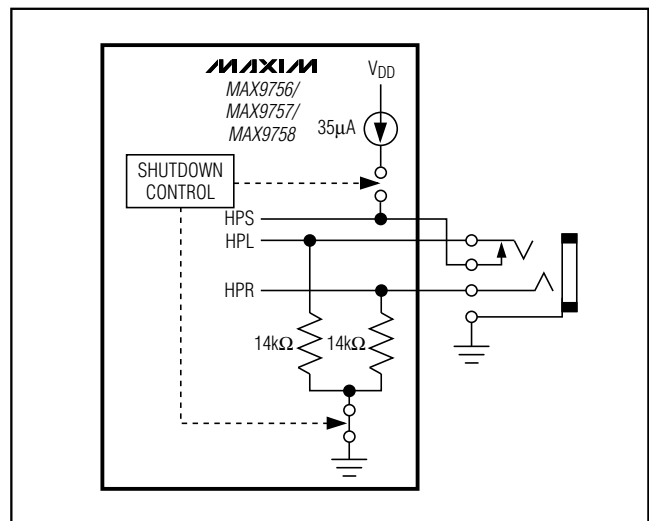 MAXIM
MAX9756/
MAX9757/
MAX9758
VDD
35µA
SHUTDOWN
CONTROL
HPS
HPL
HPR
14kΩ 14kΩ